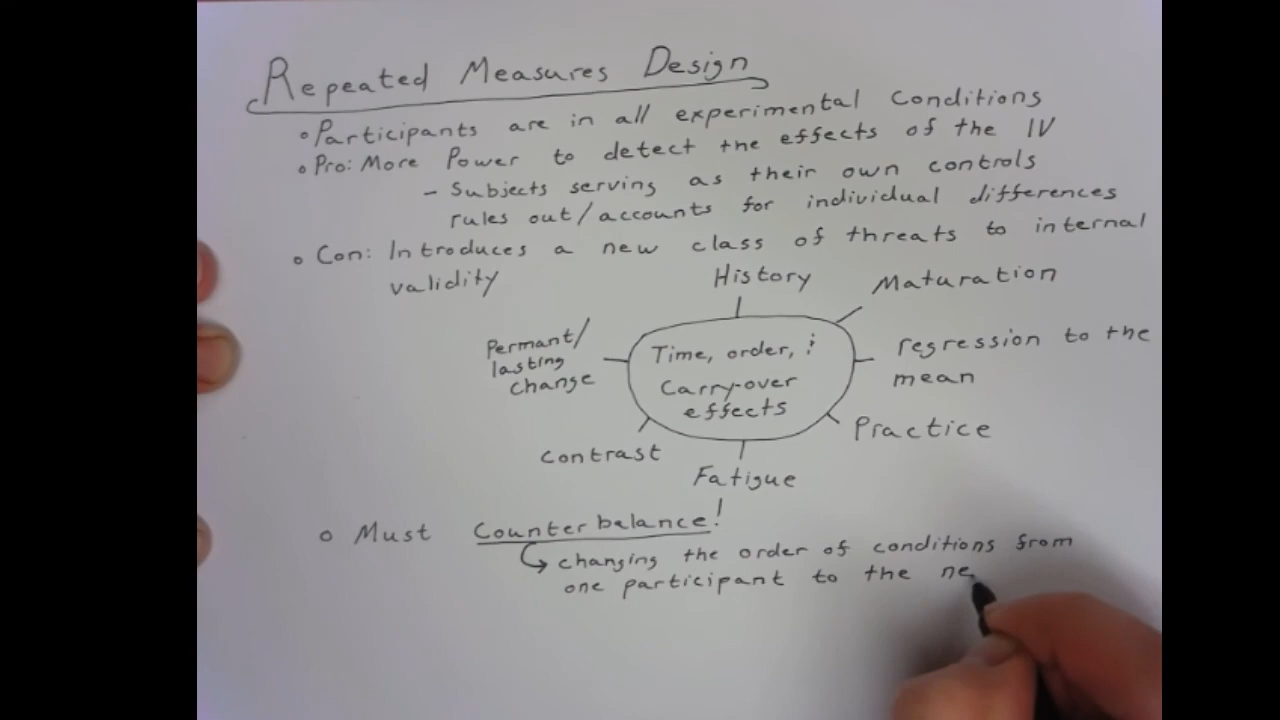 Repeated Measures Design
• Participants are in all experimental conditions
• Pro: More Power to detect the effects of the IV
- Subjects serving as their own controls
rules out/accounts for individual differences
• Con: Introduces a new class of threats to internal
validity
History
Maturation
Permant/
lasting
change
Time, order, &
Carry-over
effects
regression to the
mean
Practice
Contrast
Fatigue
• Must Counterbalance!
↳ changing the order of conditions from
one participant to the ne